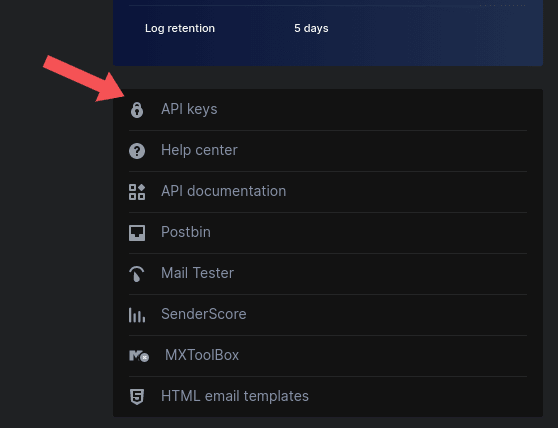 Log retention 5 days
API keys
Help center
API documentation
Postbin
Mail Tester
SenderScore
MXToolBox
HTML email templates